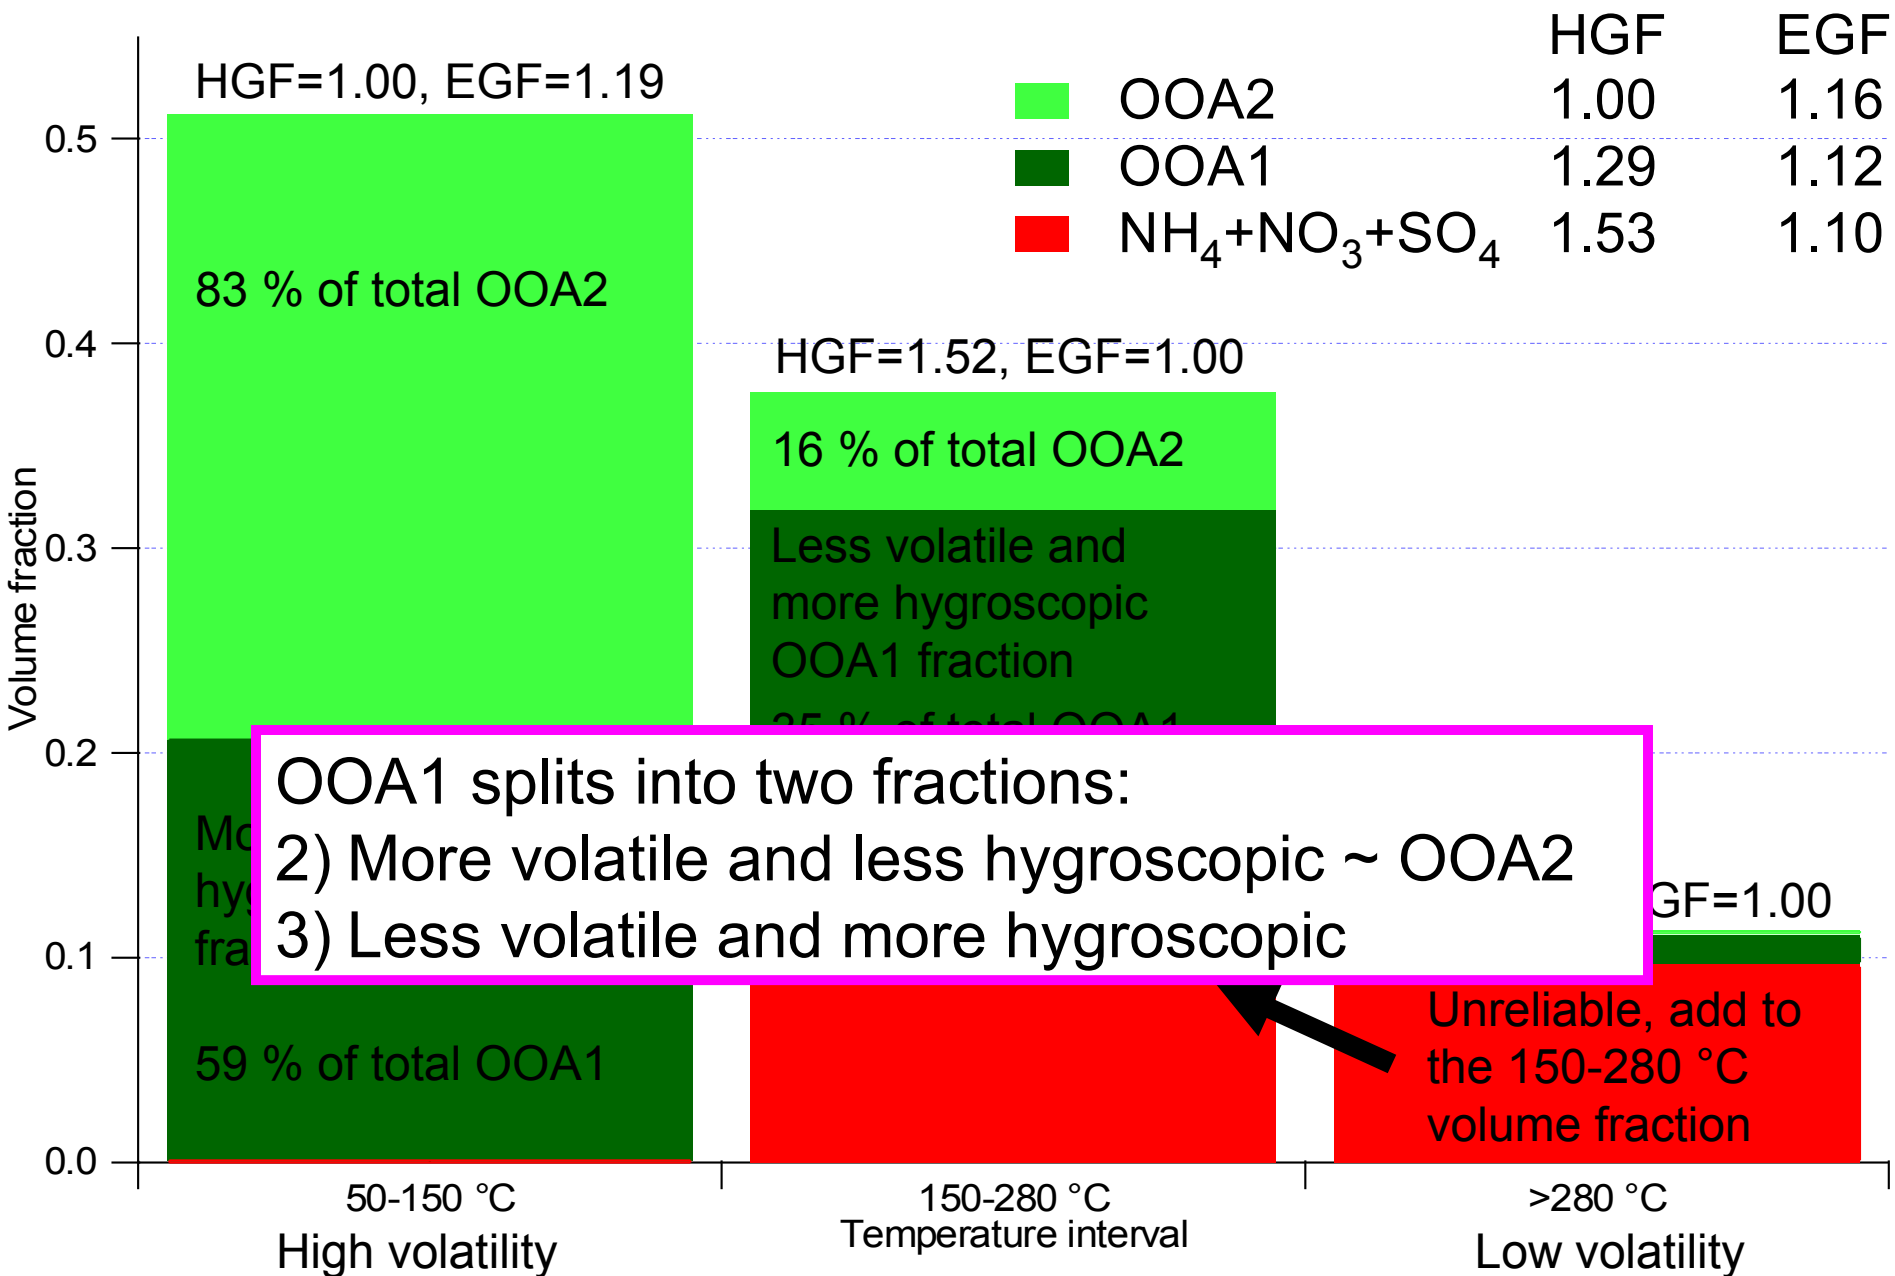 HGF EGF
HGF=1.00, EGF=1.19
OOA2 1.00 1.16
OOA1 1.29 1.12
NH₄+NO₃+SO₄ 1.53 1.10
0.5
83 % of total OOA2
0.4
HGF=1.52, EGF=1.00
16 % of total OOA2
Volume fraction
0.3
Less volatile and
more hygroscopic
OOA1 fraction
35 % of total OOA1
0.2
OOA1 splits into two fractions:
2) More volatile and less hygroscopic ~ OOA2
3) Less volatile and more hygroscopic
GF=1.00
0.1
59 % of total OOA1
Unreliable, add to
the 150-280 °C
volume fraction
0.0
50-150 °C
150-280 °C
>280 °C
Temperature interval
High volatility
Low volatility